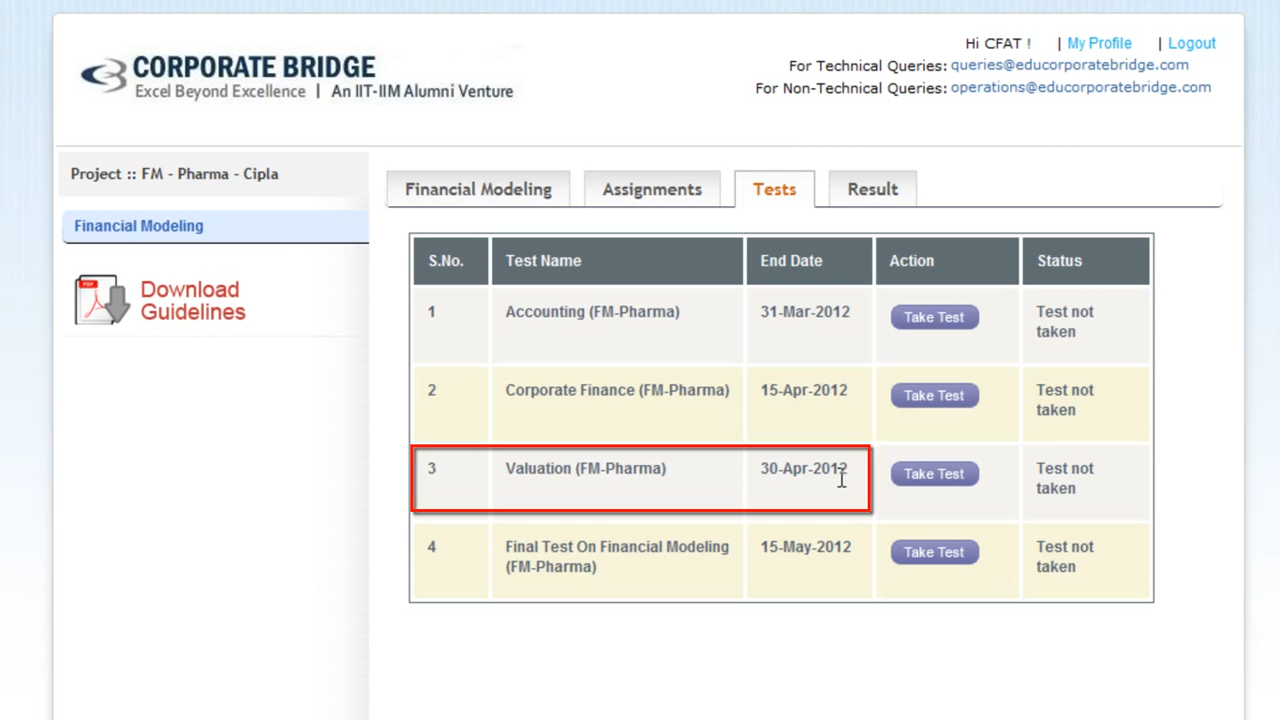 CORPORATE BRIDGE
Excel Beyond Excellence | An IIT-IIM Alumni Venture
Hi CFAT ! | My Profile | Logout
For Technical Queries: queries@educorporatebridge.com
For Non-Technical Queries: operations@educorporatebridge.com
Project :: FM - Pharma - Cipla
Financial Modeling
PDF
Download
Guidelines
Financial Modeling Assignments Tests Result
S.No. Test Name End Date Action Status
1 Accounting (FM-Pharma) 31-Mar-2012 Take Test Test not
taken
2 Corporate Finance (FM-Pharma) 15-Apr-2012 Take Test Test not
taken
3 Valuation (FM-Pharma) 30-Apr-2012 Take Test Test not
taken
4 Final Test On Financial Modeling 15-May-2012 Take Test Test not
(FM-Pharma) taken